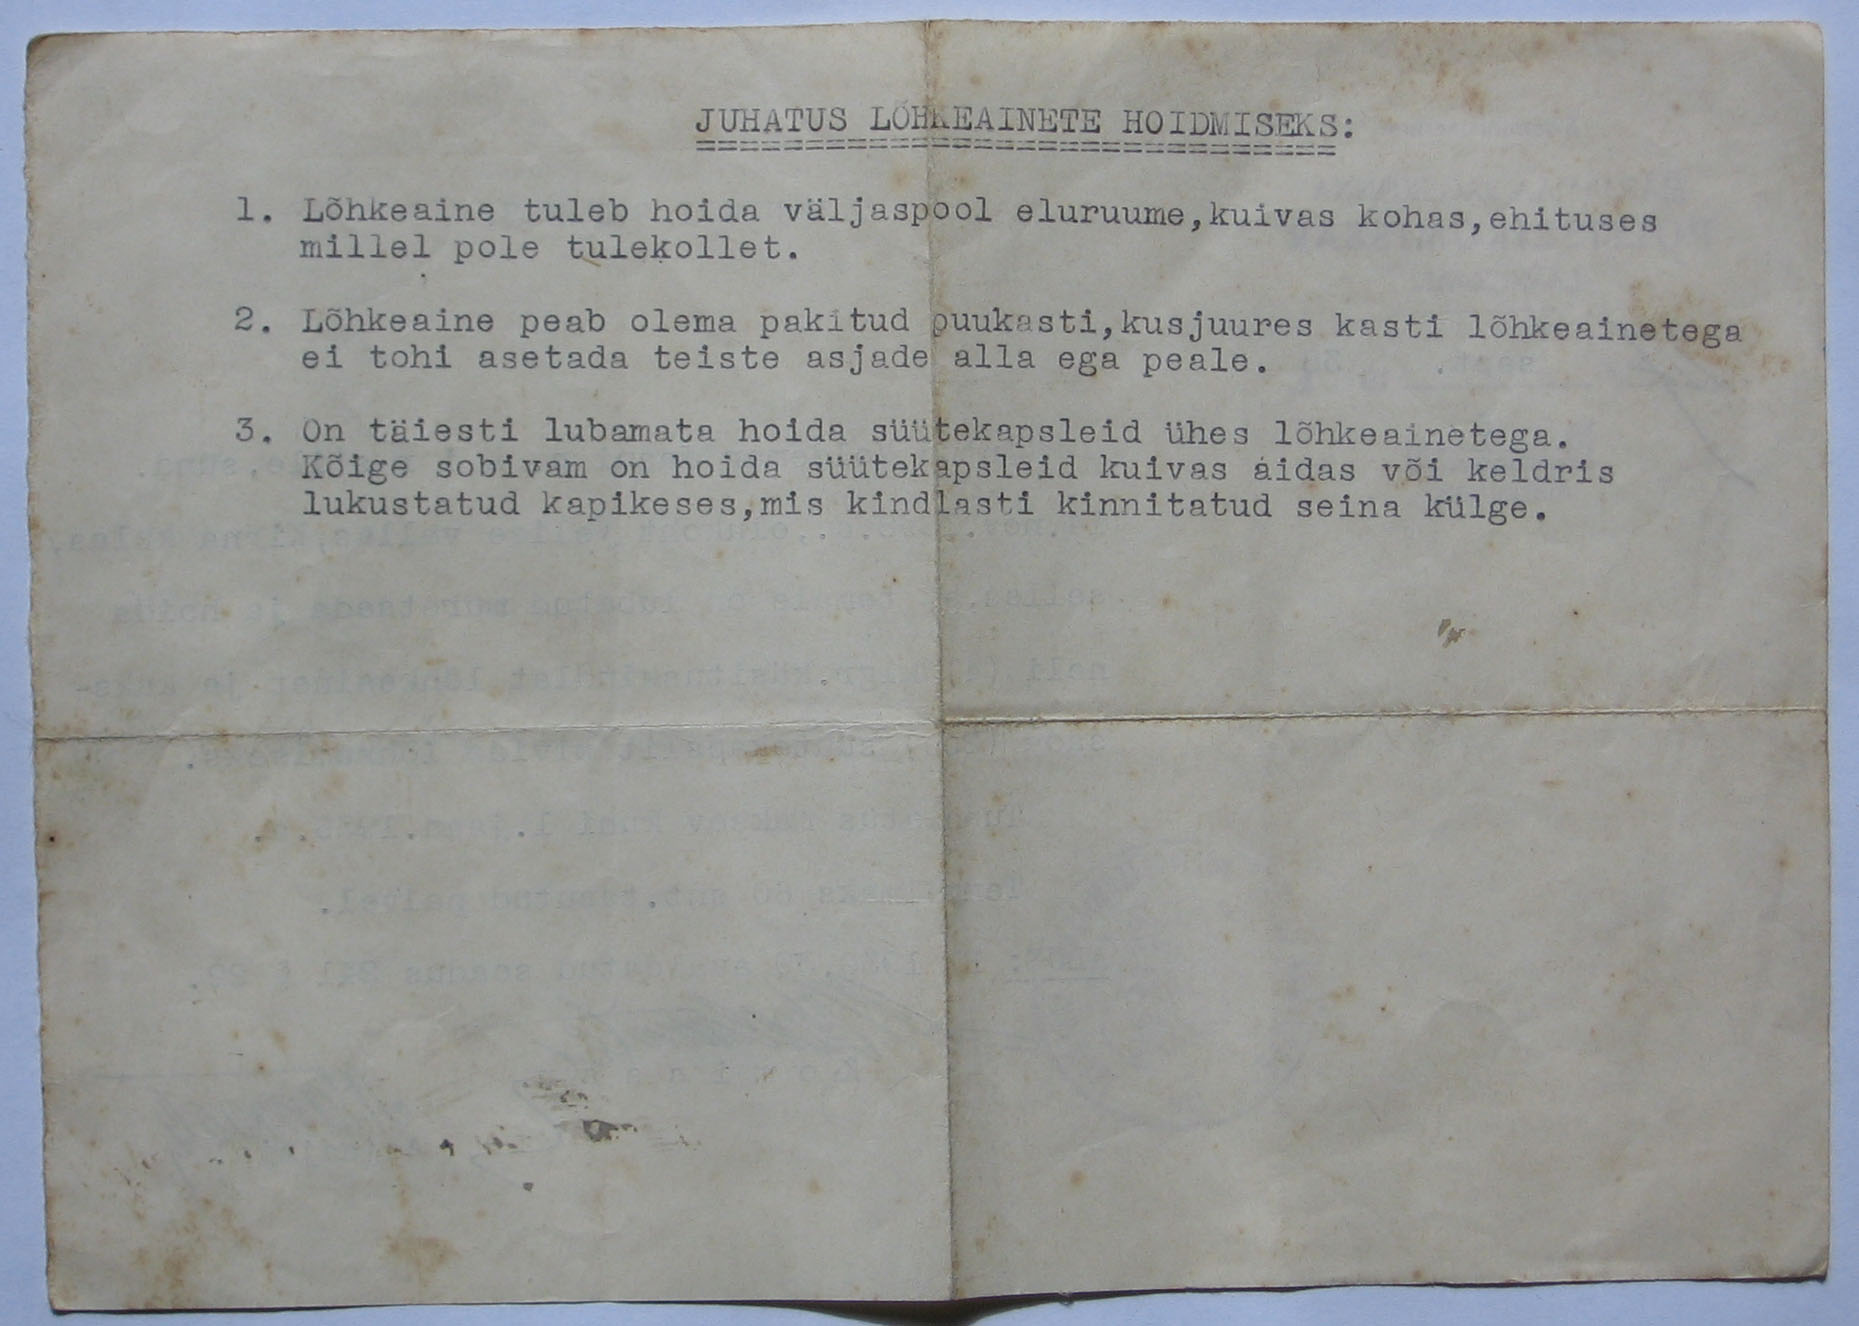 JUHATUS LÕHKEAINETE HOIDMISEKS:
1. Lõhkeaine tuleb hoida väljaspool eluruume,kuivas kohas,ehituses
millel pole tulekollet.
2. Lõhkeaine peab olema pakitud puukasti,kusjuures kasti lõhkeainetega
ei tohi asetada teiste asjade alla ega peale.
3. On täiesti lubamata hoida süütekapsleid ühes lõhkeainetega.
Kõige sobivam on hoida süütekapsleid kuivas aidas või keldris
lukustatud kapikeses,mis kindlasti kinnitatud seina külge.